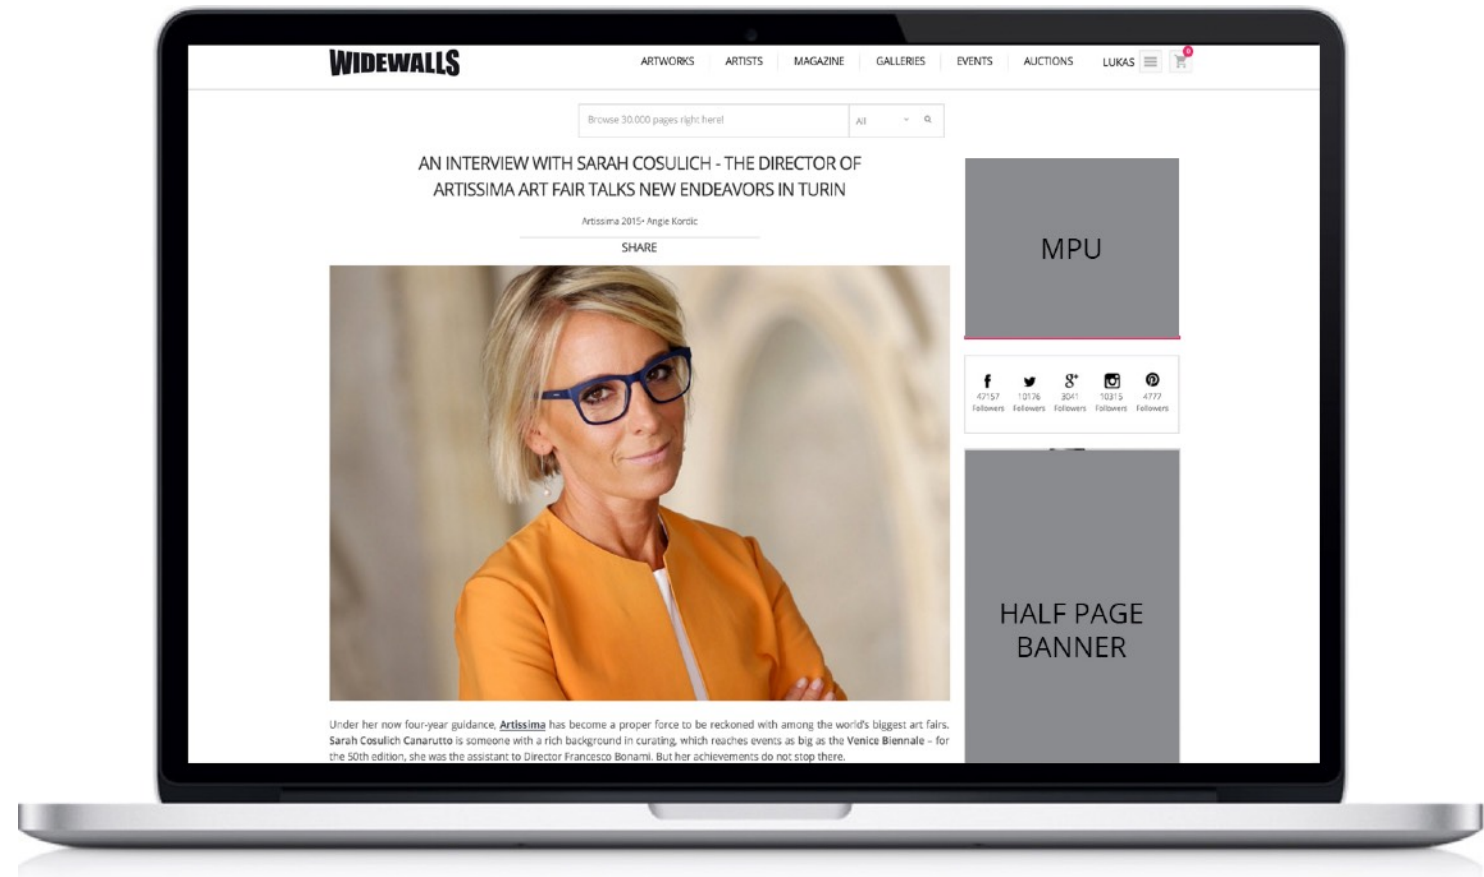 WIDEWALLS
ARTWORKS ARTISTS MAGAZINE GALLERIES EVENTS AUCTIONS LUKAS 0
Browse 30.000 pages right here! All
AN INTERVIEW WITH SARAH COSULICH - THE DIRECTOR OF
ARTISSIMA ART FAIR TALKS NEW ENDEAVORS IN TURIN
Artissima 2015• Angie Kordic
SHARE
MPU
47157 10176 3041 10315 4777
Followers Followers Followers Followers Followers
HALF PAGE
BANNER
Under her now four-year guidance, Artissima has become a proper force to be reckoned with among the world's biggest art fairs.
Sarah Cosulich Canarutto is someone with a rich background in curating, which reaches events as big as the Venice Biennale – for
the 50th edition, she was the assistant to Director Francesco Bonami. But her achievements do not stop there.